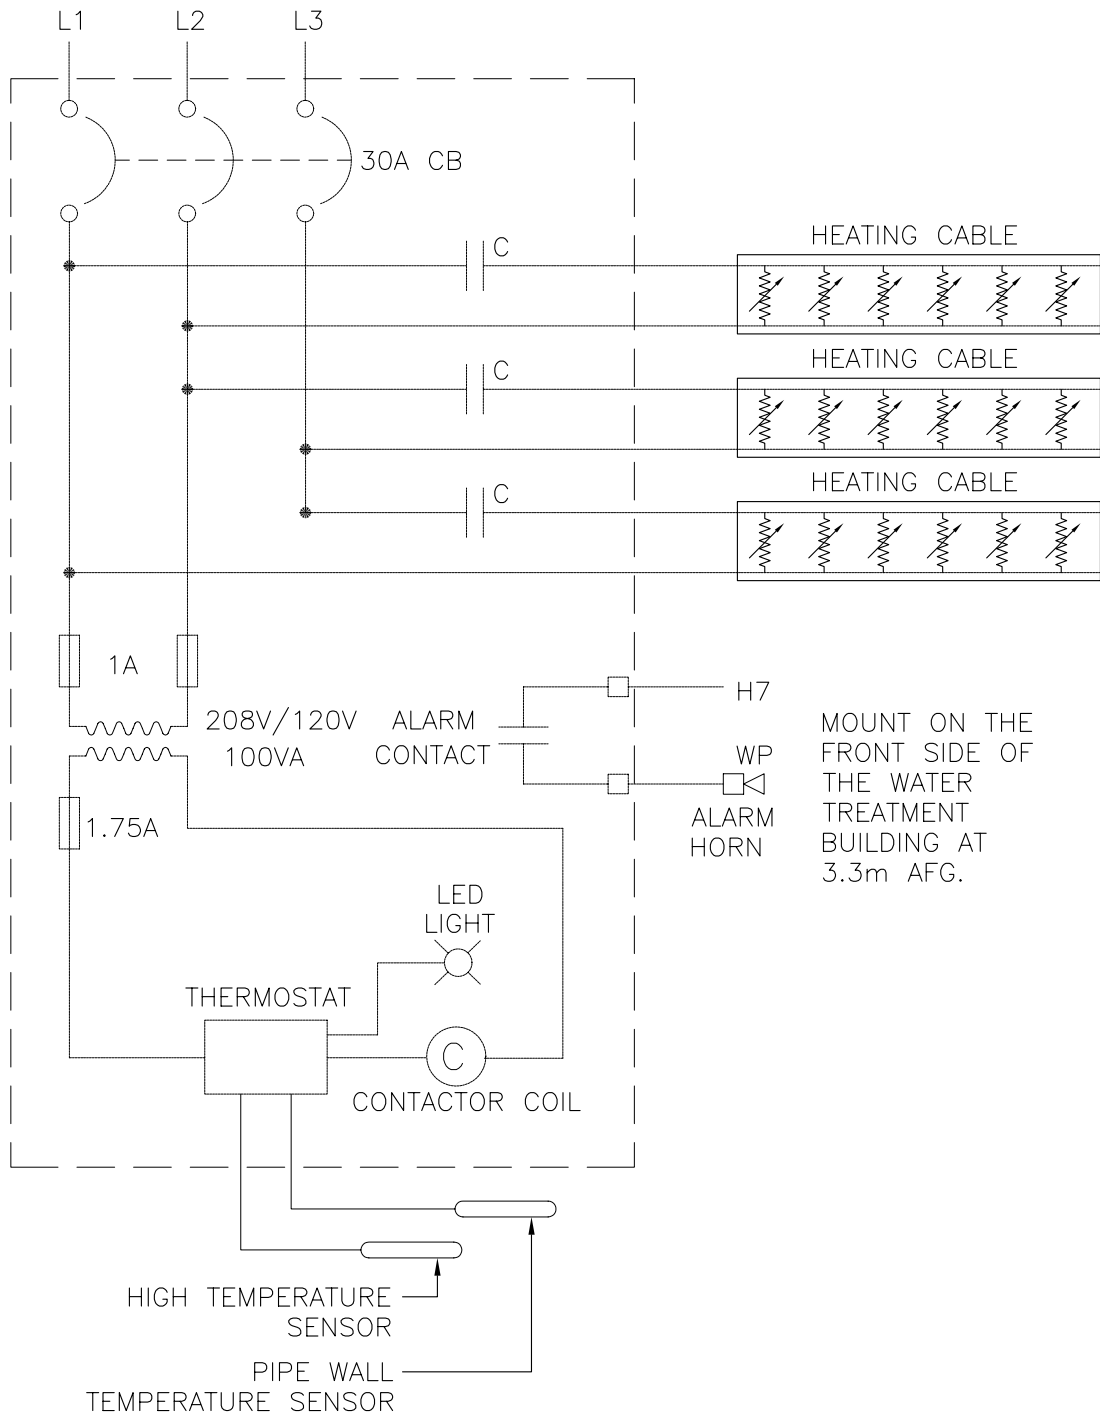 L1
L2
L3
30A CB
C
HEATING CABLE
C
HEATING CABLE
C
HEATING CABLE
1A
208V/120V
100VA
ALARM
CONTACT
H7
WP
ALARM
HORN
MOUNT ON THE
FRONT SIDE OF
THE WATER
TREATMENT
BUILDING AT
3.3m AFG.
1.75A
LED
LIGHT
THERMOSTAT
C
CONTACTOR COIL
HIGH TEMPERATURE
SENSOR
PIPE WALL
TEMPERATURE SENSOR